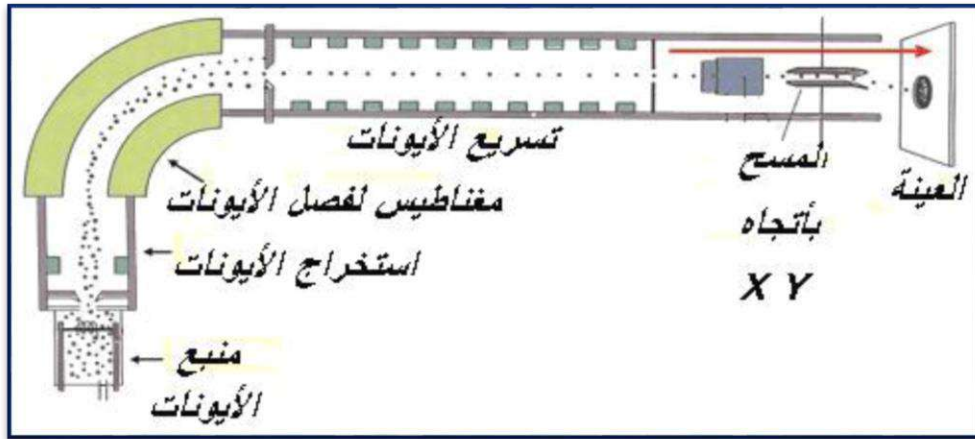 تسريع الأيونات
المسح
بأتجاه
X Y
العينة
مغناطيس لفصل الأيونات
استخراج الأيونات
منبع
الأيونات